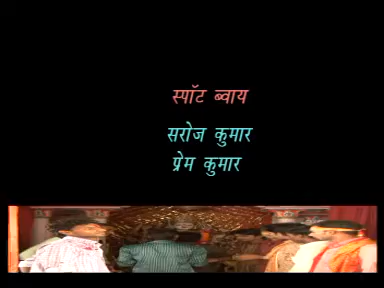 स्पॉट ब्वाय
सरोज कुमार
प्रेम कुमार